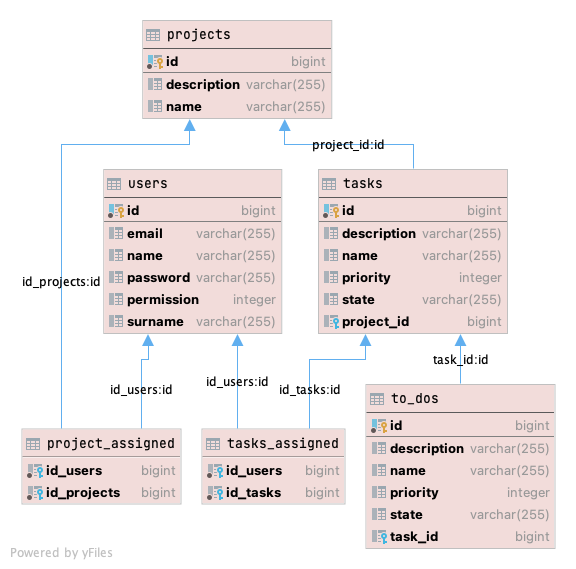 projects
id bigint
description varchar(255)
name varchar(255)
project_id:id
users
id bigint
email varchar(255)
name varchar(255)
password varchar(255)
permission integer
surname varchar(255)
tasks
id bigint
description varchar(255)
name varchar(255)
priority integer
state varchar(255)
project_id bigint
id_projects:id
id_users:id
id_users:id
id_tasks:id
task_id:id
project_assigned
id_users bigint
id_projects bigint
tasks_assigned
id_users bigint
id_tasks bigint
to_dos
id bigint
description varchar(255)
name varchar(255)
priority integer
state varchar(255)
task_id bigint
Powered by yFiles